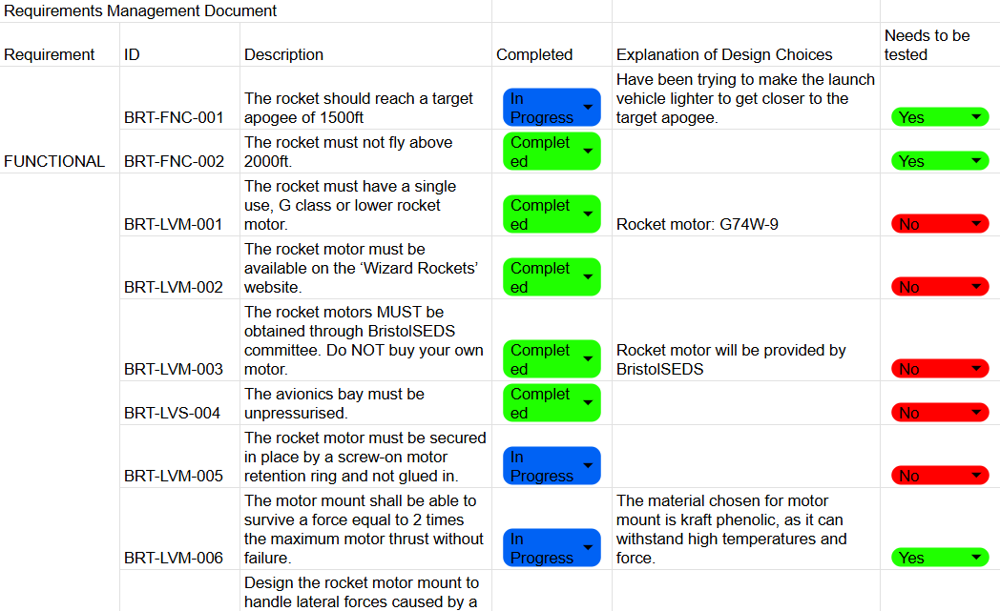 Requirements Management Document
Requirement ID Description Completed Explanation of Design Choices Needs to be
tested
BRT-FNC-001
The rocket should reach a target
apogee of 1500ft
In
Progress
Have been trying to make the launch
vehicle lighter to get closer to the
target apogee.
Yes
FUNCTIONAL
BRT-FNC-002
The rocket must not fly above
2000ft.
Complet
ed
Yes
BRT-LVM-001
The rocket must have a single
use, G class or lower rocket
motor.
Complet
ed
Rocket motor: G74W-9
No
BRT-LVM-002
The rocket motor must be
available on the ‘Wizard Rockets’
website.
Complet
ed
No
BRT-LVM-003
The rocket motors MUST be
obtained through BristolSEDS
committee. Do NOT buy your own
motor.
Complet
ed
Rocket motor will be provided by
BristolSEDS
No
BRT-LVS-004
The avionics bay must be
unpressurised.
Complet
ed
No
BRT-LVM-005
The rocket motor must be secured
in place by a screw-on motor
retention ring and not glued in.
In
Progress
No
BRT-LVM-006
The motor mount shall be able to
survive a force equal to 2 times
the maximum motor thrust without
failure.
In
Progress
The material chosen for motor
mount is kraft phenolic, as it can
withstand high temperatures and
force.
Yes
Design the rocket motor mount to
handle lateral forces caused by a